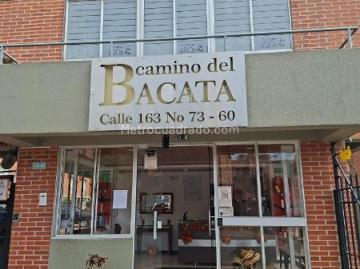 camino del
BACATA
Calle 163 No 73 - 60
Metrocuadrado.com